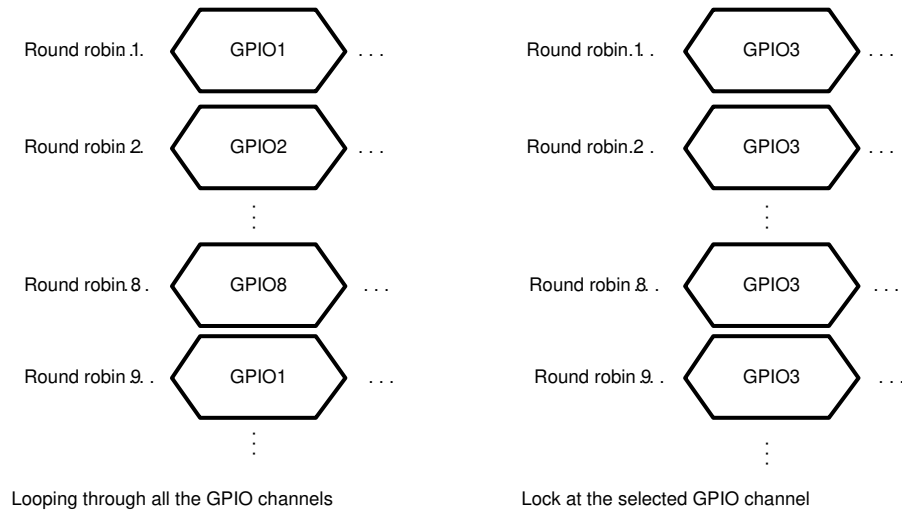 Round robin 1. GPIO1 ...
Round robin 2. GPIO2 ...
Round robin 8. GPIO8 ...
Round robin 9. GPIO1 ...
Looping through all the GPIO channels
Round robin 1. GPIO3 ...
Round robin 2. GPIO3 ...
Round robin 8. GPIO3 ...
Round robin 9. GPIO3 ...
Lock at the selected GPIO channel